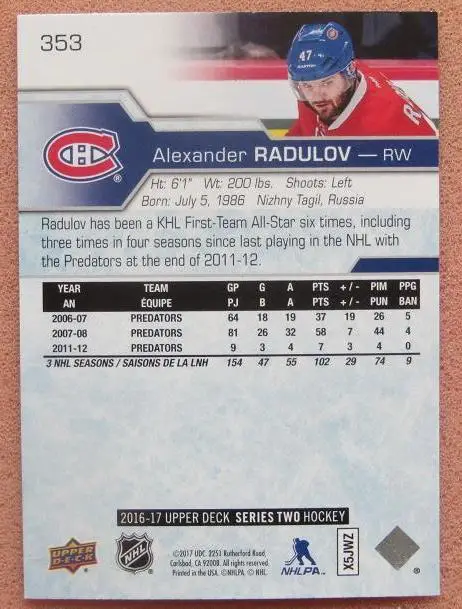 353
47
R
Alexander RADULOV — RW
Ht: 6'1" Wt: 200 lbs. Shoots: Left
Born: July 5, 1986 Nizhny Tagil, Russia
Radulov has been a KHL First-Team All-Star six times, including
three times in four seasons since last playing in the NHL with
the Predators at the end of 2011-12.
YEAR TEAM GP G A PTS +/- PIM PPG
AN ÉQUIPE PJ B A PTS +/- PUN BAN
2006-07 PREDATORS 64 18 19 37 19 26 5
2007-08 PREDATORS 81 26 32 58 7 44 4
2011-12 PREDATORS 9 3 4 7 3 4 0
3 NHL SEASONS / SAISONS DE LA LNH 154 47 55 102 29 74 9
2016-17 UPPER DECK SERIES TWO HOCKEY
UPPER DECK
NHL
©2017 UDC. 2251 Rutherford Road,
Carlsbad, CA 92008. All rights reserved.
Printed in the USA. ©NHLPA. © NHL.
NHLPA
X5JWZ